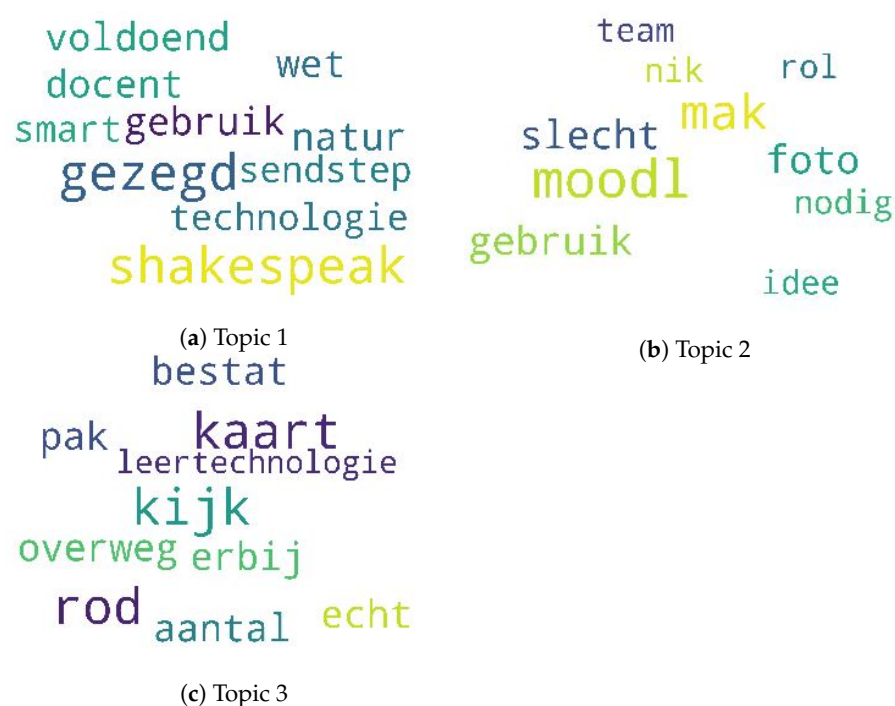 voldoend
wet
docent
smart gebruik natur
gezegd sendstep
technologie
shakespeak
(a) Topic 1
team
nik rol
mak
slecht
moodl foto
nodig
gebruik
idee
(b) Topic 2
bestat
pak kaart
leertechnologie
kijk
overweg erbij
rod aantal echt
(c) Topic 3